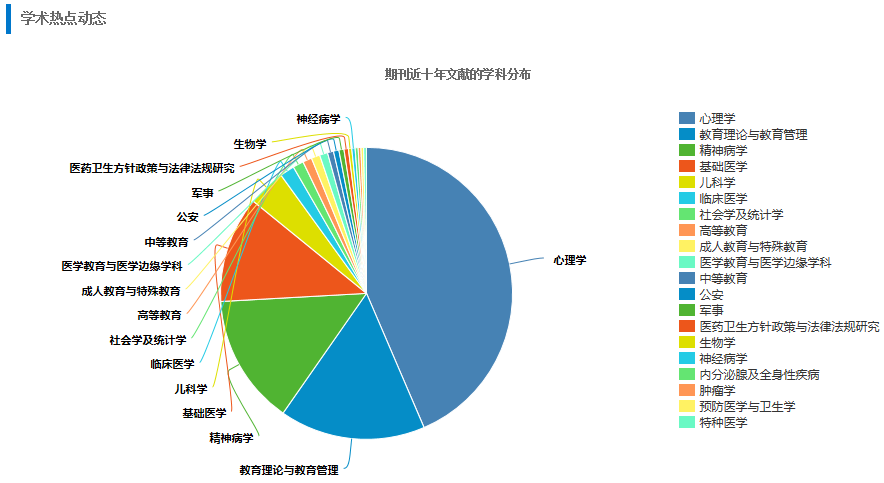 学术热点动态
期刊近十年文献的学科分布
神经病学
生物学
医药卫生方针政策与法律法规研究
军事
公安
中等教育
医学教育与医学边缘学科
成人教育与特殊教育
高等教育
社会学及统计学
临床医学
儿科学
基础医学
精神病学
教育理论与教育管理
心理学
心理学
教育理论与教育管理
精神病学
基础医学
儿科学
临床医学
社会学及统计学
高等教育
成人教育与特殊教育
医学教育与医学边缘学科
中等教育
公安
军事
医药卫生方针政策与法律法规研究
生物学
神经病学
内分泌腺及全身性疾病
肿瘤学
预防医学与卫生学
特种医学